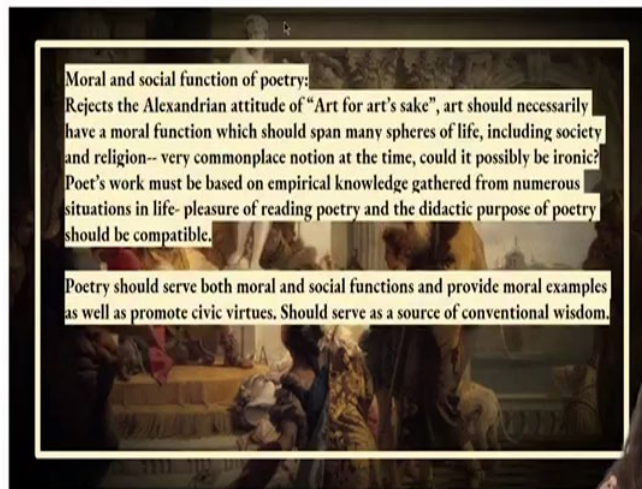 Moral and social function of poetry:
Rejects the Alexandrian attitude of “Art for art’s sake”, art should necessarily
have a moral function which should span many spheres of life, including society
and religion-- very commonplace notion at the time, could it possibly be ironic?
Poet’s work must be based on empirical knowledge gathered from numerous
situations in life- pleasure of reading poetry and the didactic purpose of poetry
should be compatible.
Poetry should serve both moral and social functions and provide moral examples
as well as promote civic virtues. Should serve as a source of conventional wisdom.